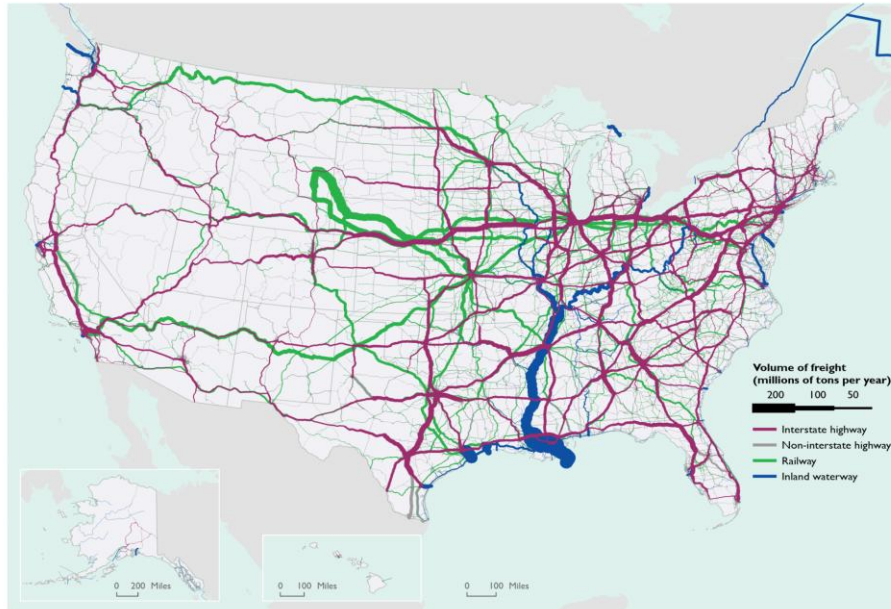 Volume of freight
(millions of tons per year)
200 100 50
Interstate highway
Non-interstate highway
Railway
Inland waterway
0 200 Miles
0 100 Miles
0 100 Miles